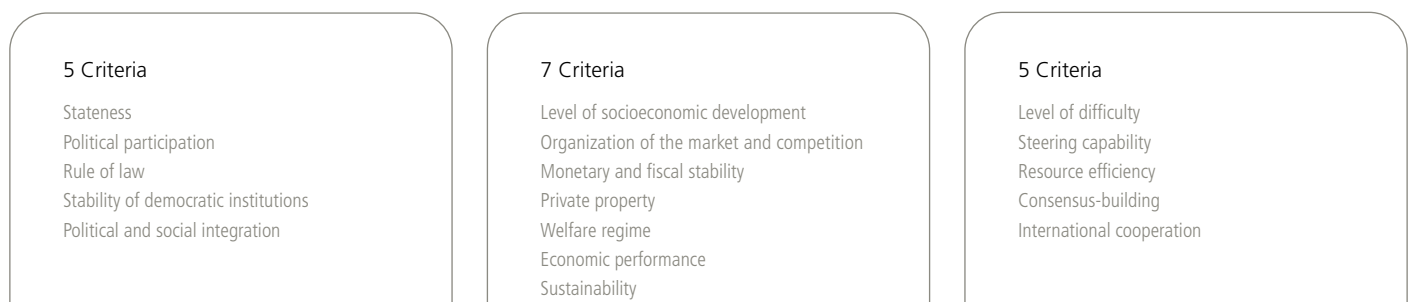 5 Criteria
Stateness
Political participation
Rule of law
Stability of democratic institutions
Political and social integration
7 Criteria
Level of socioeconomic development
Organization of the market and competition
Monetary and fiscal stability
Private property
Welfare regime
Economic performance
Sustainability
5 Criteria
Level of difficulty
Steering capability
Resource efficiency
Consensus-building
International cooperation